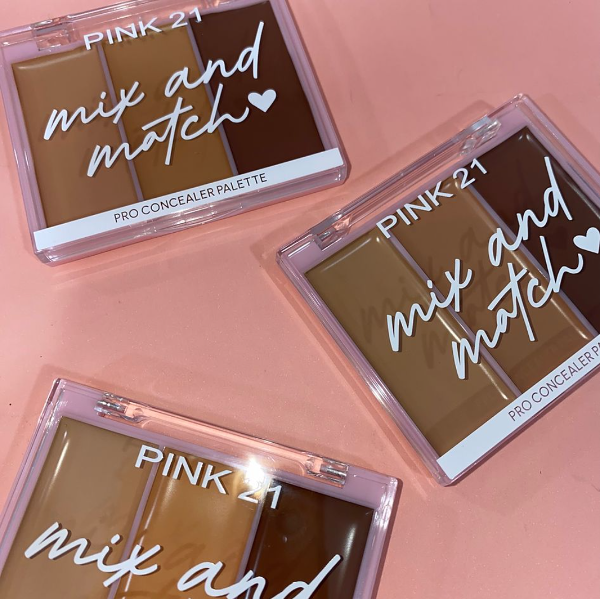 PINK 21
mix and
match
PRO CONCEALER PALETTE
PINK 21
mix and
match
PRO CONCEALER
PINK 21
mix and